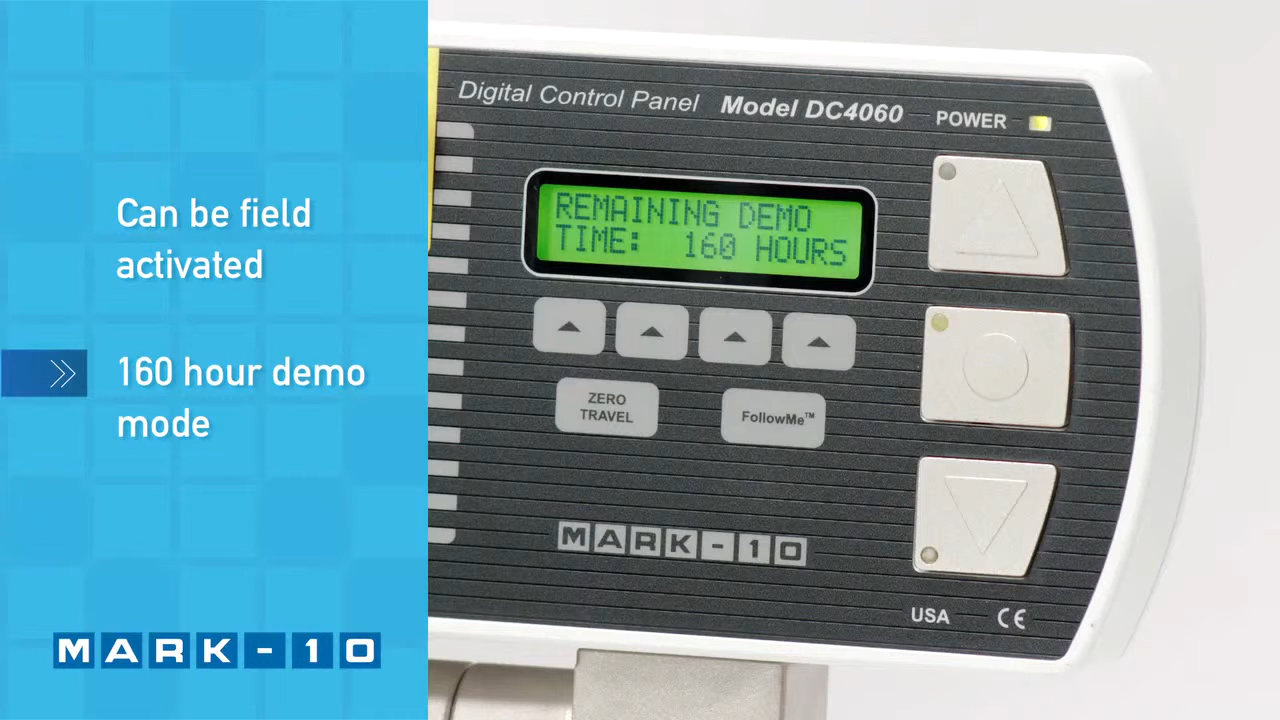 Can be field
activated
160 hour demo
mode
MARK-10
Digital Control Panel Model DC4060 POWER
REMAINING DEMO
TIME: 160 HOURS
ZERO
TRAVEL
FollowMe™
MARK-10
USA CE